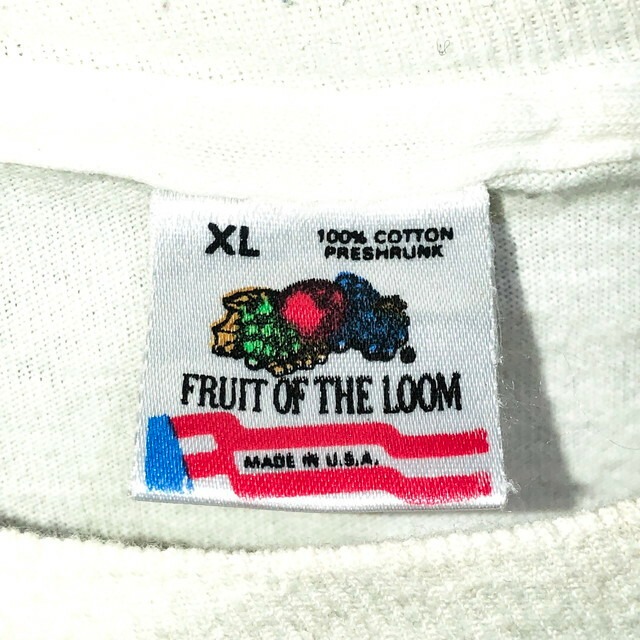 XL
100% COTTON
PRESHRUNK
FRUIT OF THE LOOM
MADE IN U.S.A.